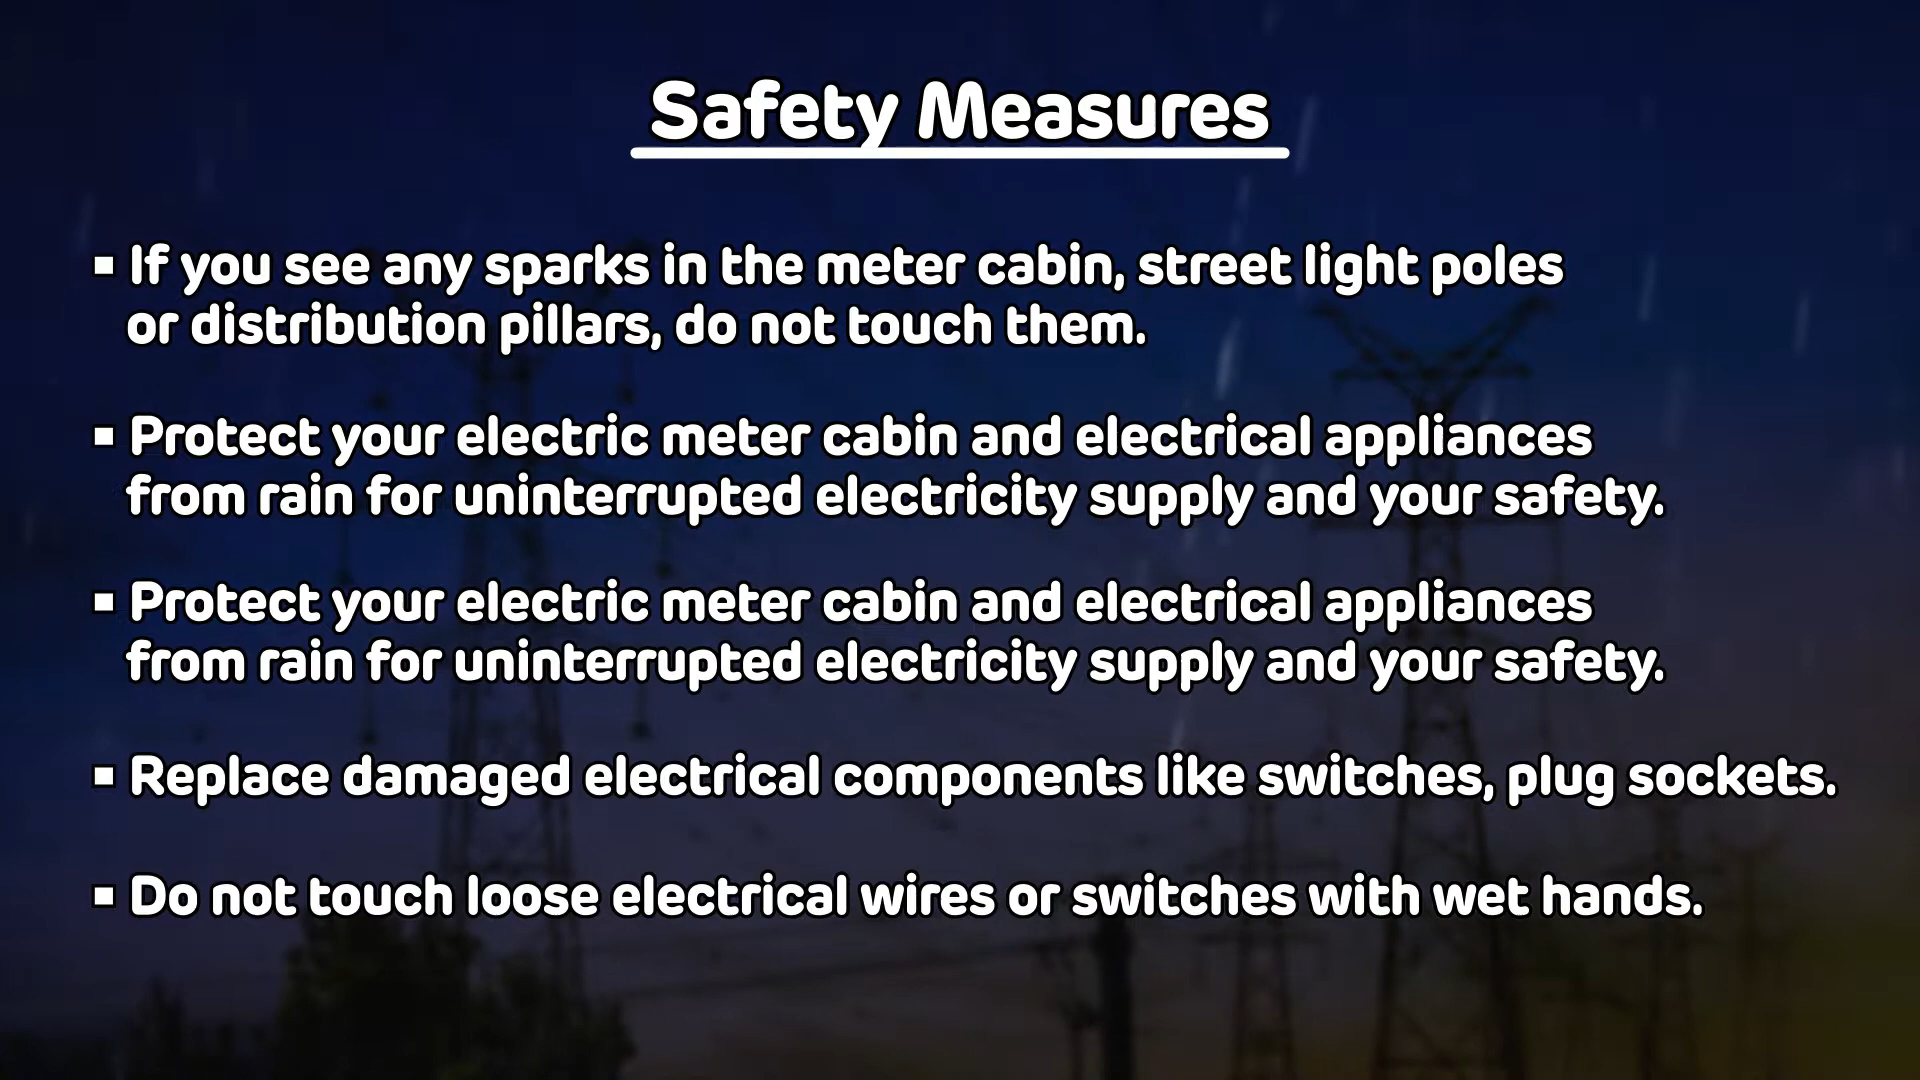 Safety Measures
▪ If you see any sparks in the meter cabin, street light poles
or distribution pillars, do not touch them.
▪ Protect your electric meter cabin and electrical appliances
from rain for uninterrupted electricity supply and your safety.
▪ Protect your electric meter cabin and electrical appliances
from rain for uninterrupted electricity supply and your safety.
▪ Replace damaged electrical components like switches, plug sockets.
▪ Do not touch loose electrical wires or switches with wet hands.